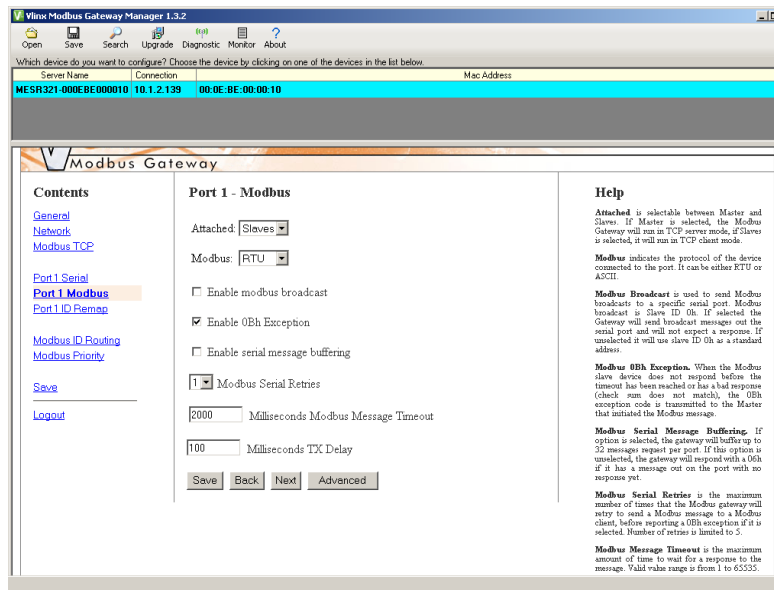 Vlinx Modbus Gateway Manager 1.3.2
Open Save Search Upgrade Diagnostic Monitor About
Which device do you want to configure? Choose the device by clicking on one of the devices in the list below.
Server Name Connection Mac Address
MESR321-000EBE000010 10.1.2.139 00:0E:BE:00:00:10
Modbus Gateway
Contents
General
Network
Modbus TCP
Port 1 Serial
Port 1 Modbus
Port 1 ID Remap
Modbus ID Routing
Modbus Priority
Save
Logout
Port 1 - Modbus
Attached: Slaves
Modbus: RTU
Enable modbus broadcast
Enable 0Bh Exception
Enable serial message buffering
1 Modbus Serial Retries
2000 Milliseconds Modbus Message Timeout
100 Milliseconds TX Delay
Save Back Next Advanced
Help
Attached is selectable between Master and
Slaves. If Master is selected, the Modbus
Gateway will run in TCP server mode, if Slaves
is selected, it will run in TCP client mode.
Modbus indicates the protocol of the device
connected to the port. It can be either RTU or
ASCII.
Modbus Broadcast is used to send Modbus
broadcasts to a specific serial port. Modbus
broadcast is Slave ID 0h. If selected the
Gateway will send broadcast messages out the
serial port and will not expect a response. If
unselected it will use slave ID 0h as a standard
address.
Modbus 0Bh Exception. When the Modbus
slave device does not respond before the
timeout has been reached or has a bad response
(check sum does not match), the 0Bh
exception code is transmitted to the Master
that initiated the Modbus message.
Modbus Serial Message Buffering. If
option is selected, the gateway will buffer up to
32 messages request per port. If this option is
unselected, the gateway will respond with a 06h
if it has a message out on the port with no
response yet.
Modbus Serial Retries is the maximum
number of times that the Modbus gateway will
retry to send a Modbus message to a Modbus
client, before reporting a 0Bh exception if it is
selected. Number of retries is limited to 5.
Modbus Message Timeout is the maximum
amount of time to wait for a response to the
message. Valid value range is from 1 to 65535.